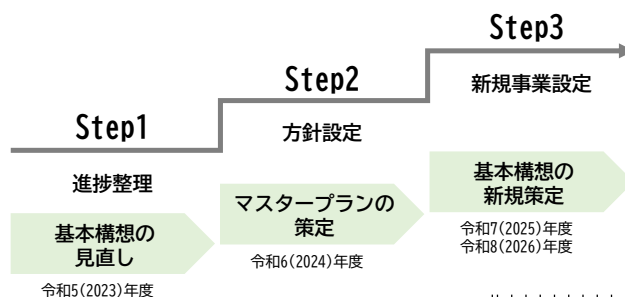 Step1
進捗整理
基本構想の
見直し
令和5(2023)年度
Step2
方針設定
マスタープランの
策定
令和6(2024)年度
Step3
新規事業設定
基本構想の
新規策定
令和7(2025)年度
令和8(2026)年度